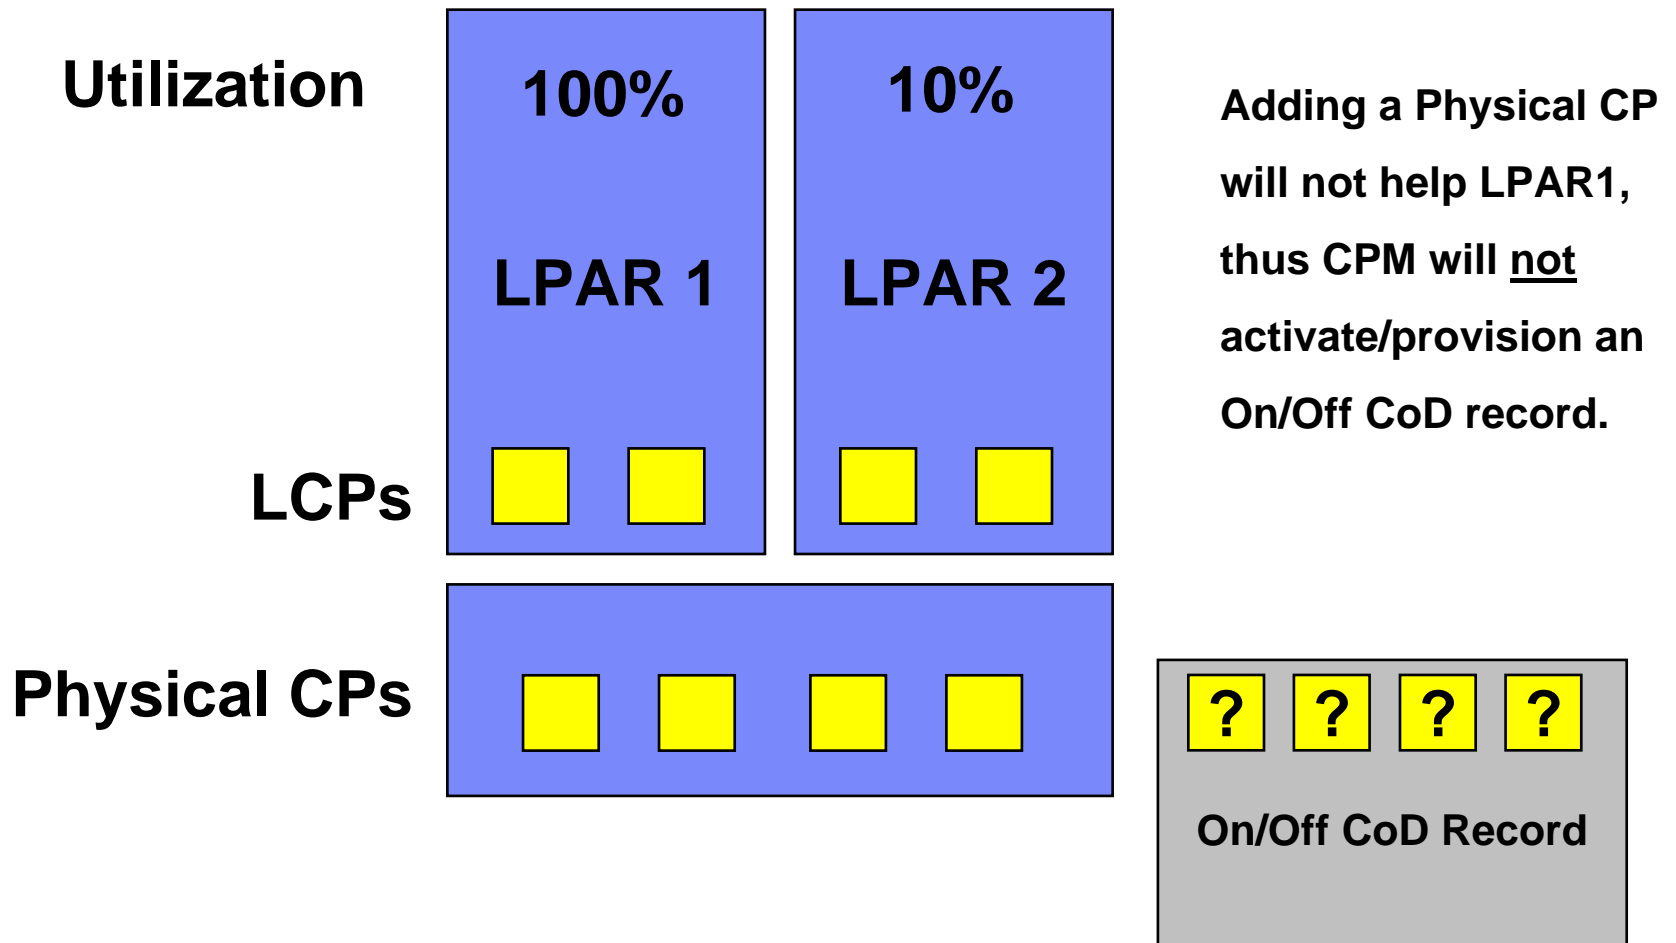 Utilization
100%
10%
Adding a Physical CP
will not help LPAR1,
thus CPM will not
activate/provision an
On/Off CoD record.
LPAR 1
LPAR 2
LCPs
Physical CPs
? ? ? ?
On/Off CoD Record